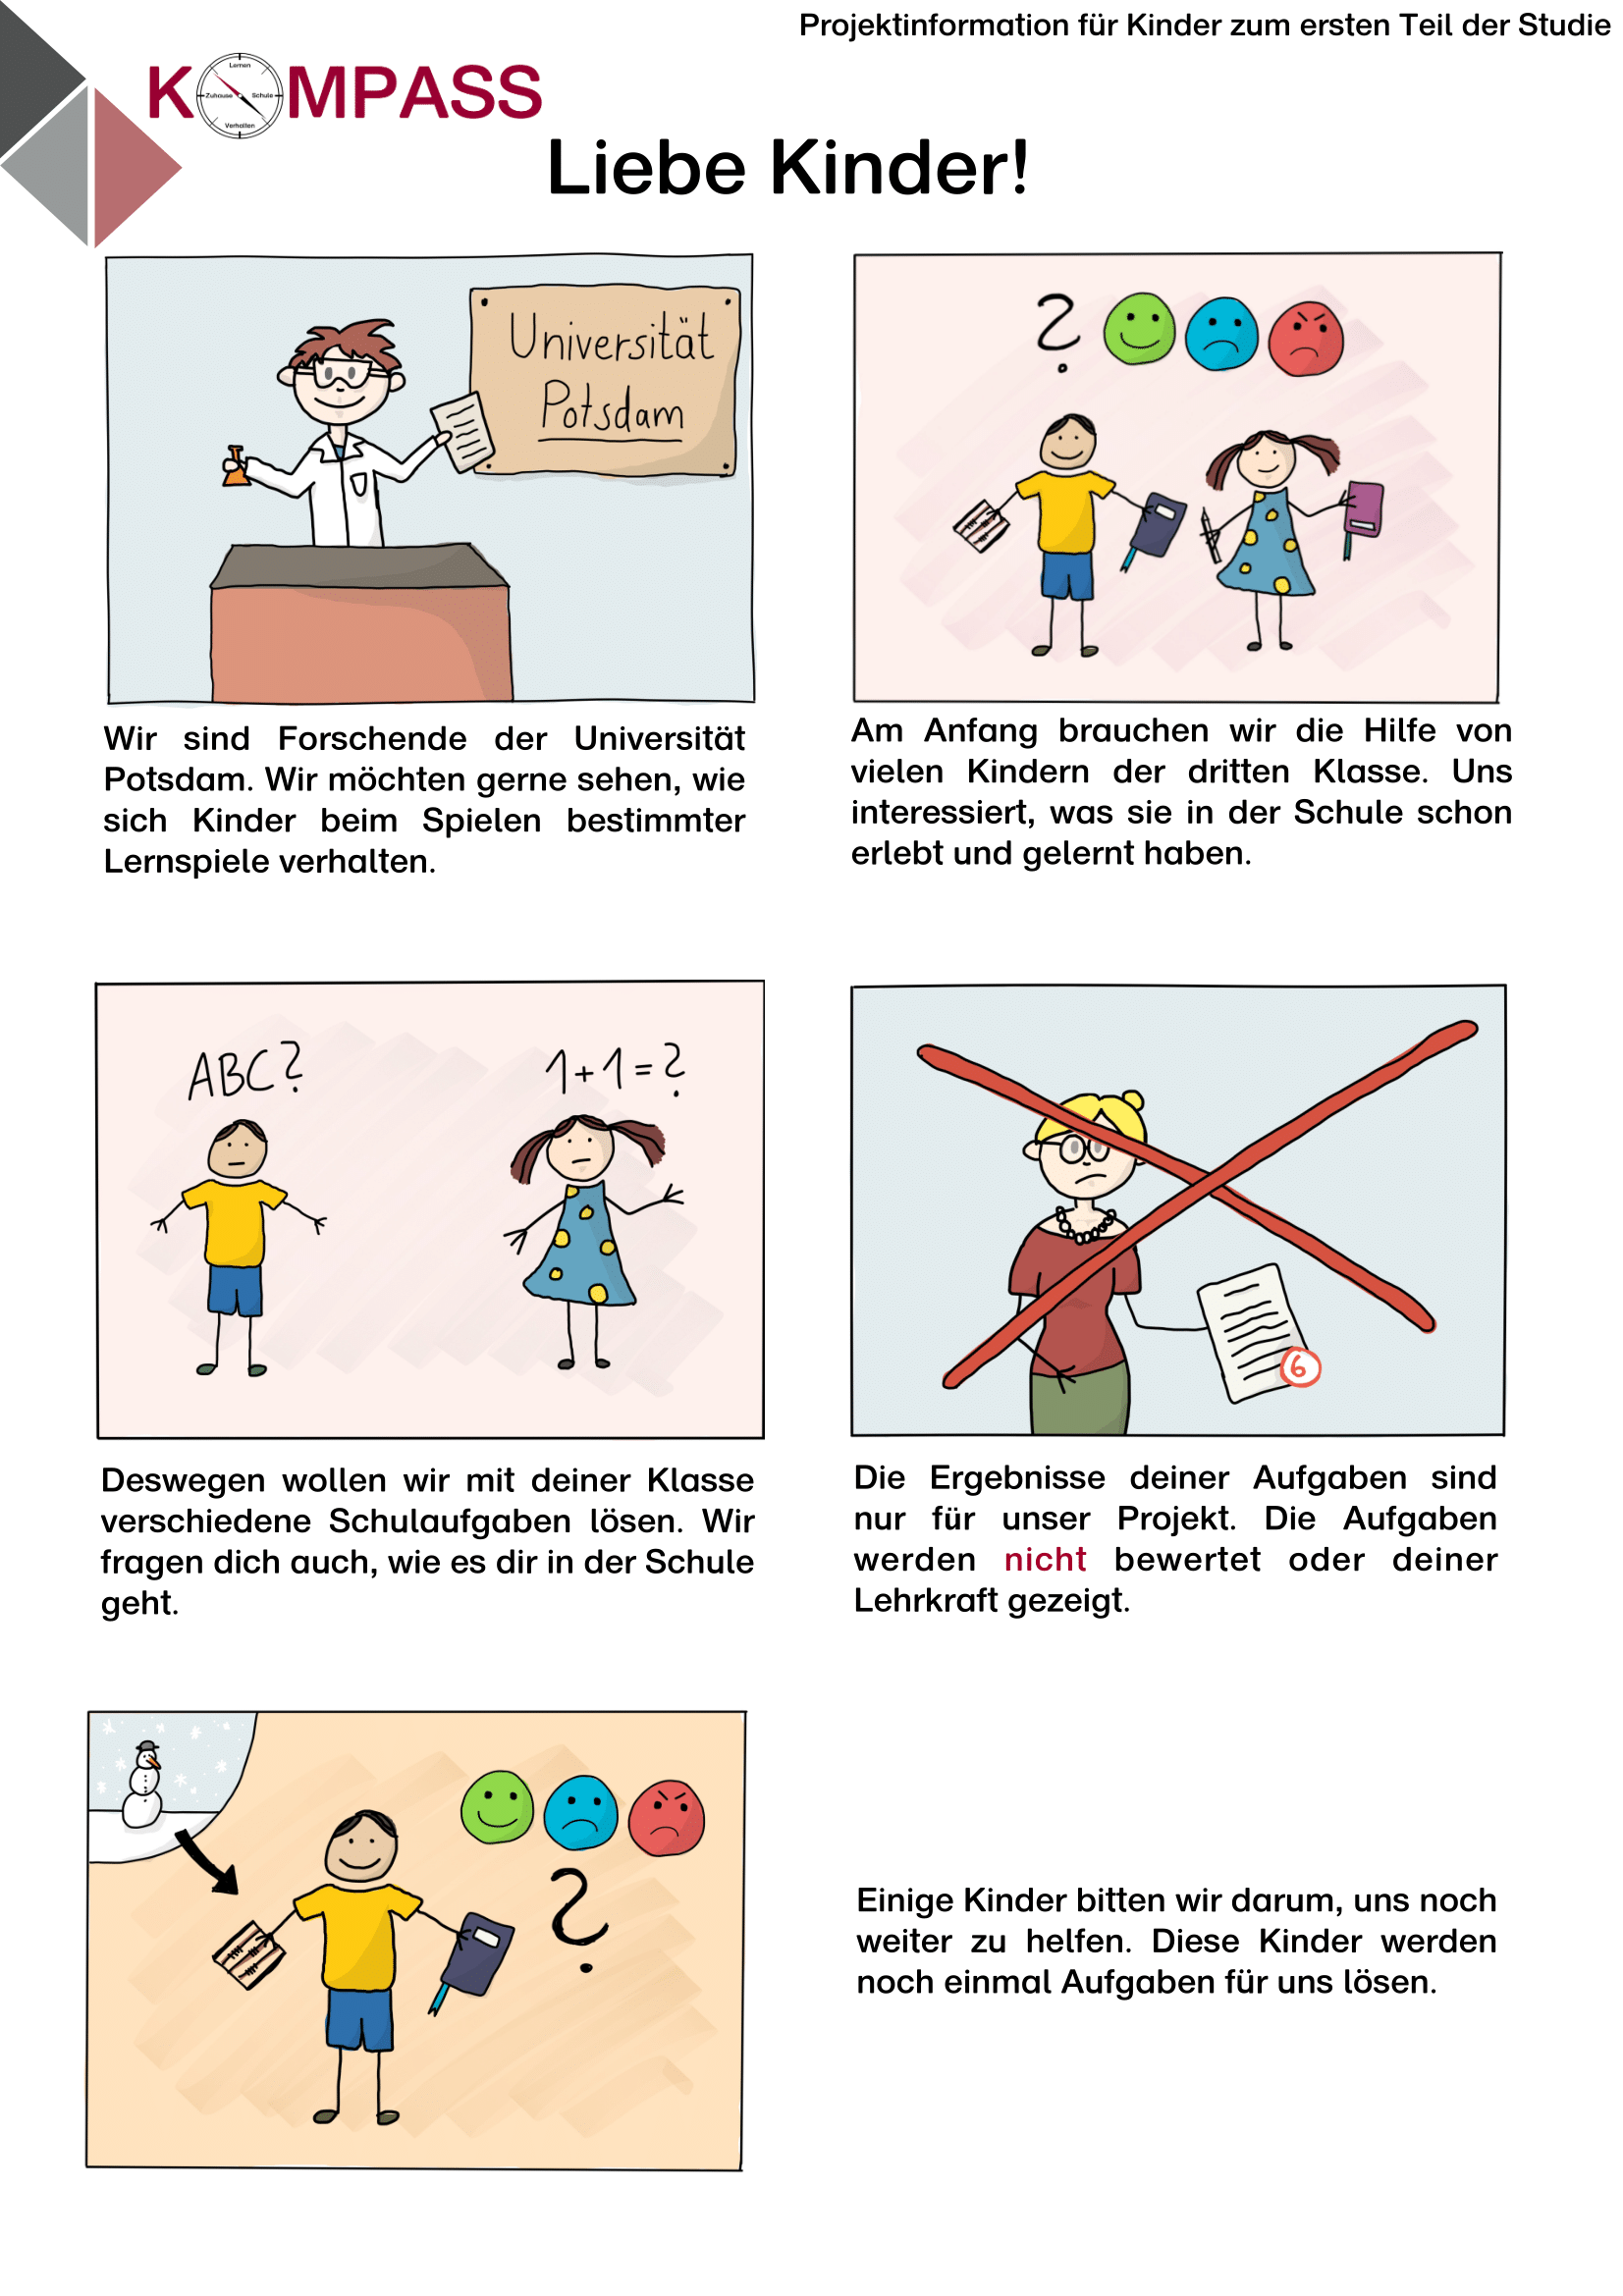 Projektinformation für Kinder zum ersten Teil der Studie
KOMPASS
Lernen
Zuhause
Schule
Verhalten
Liebe Kinder!
Universität
Potsdam
?
Wir sind Forschende der Universität
Potsdam. Wir möchten gerne sehen, wie
sich Kinder beim Spielen bestimmter
Lernspiele verhalten.
Am Anfang brauchen wir die Hilfe von
vielen Kindern der dritten Klasse. Uns
interessiert, was sie in der Schule schon
erlebt und gelernt haben.
ABC?
1+1=?
6
Deswegen wollen wir mit deiner Klasse
verschiedene Schulaufgaben lösen. Wir
fragen dich auch, wie es dir in der Schule
geht.
Die Ergebnisse deiner Aufgaben sind
nur für unser Projekt. Die Aufgaben
werden nicht bewertet oder deiner
Lehrkraft gezeigt.
?
Einige Kinder bitten wir darum, uns noch
weiter zu helfen. Diese Kinder werden
noch einmal Aufgaben für uns lösen.